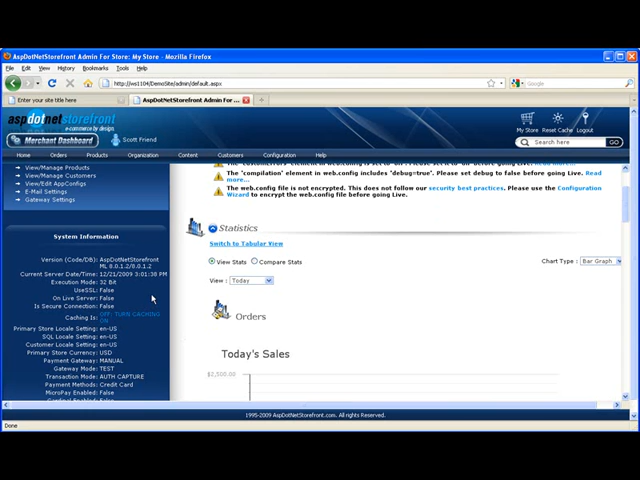 AspDotNetStorefront Admin For Store: My Store - Mozilla Firefox
File Edit View History Bookmarks Tools Help
http://ws1104/DemoSite/admin/default.aspx
Google
Enter your site title here
AspDotNetStorefront Admin For ...
aspdotnetstorefront
e-commerce by design.
Merchant Dashboard
Scott Friend
My Store Reset Cache Logout
Search here
GO
Home Orders Products Organization Content Customers Configuration Help
View/Manage Products
View/Manage Customers
View/Edit AppConfigs
E-Mail Settings
Gateway Settings
The "compilation" element in web.config includes "debug=true". Please set debug to false before going Live. Read
more...
The web.config file is not encrypted. This does not follow our security best practices. Please use the Configuration
Wizard to encrypt the web.config file before going Live.
System Information
Version (Code/DB): AspDotNetStorefront
ML 8.0.1.2/8.0.1.2
Current Server Date/Time: 12/21/2009 3:01:38 PM
Execution Mode: 32 Bit
UseSSL: False
On Live Server: False
Is Secure Connection: False
Caching Is: OFF: TURN CACHING
ON
Primary Store Locale Setting: en-US
SQL Locale Setting: en-US
Customer Locale Setting: en-US
Primary Store Currency: USD
Payment Gateway: MANUAL
Gateway Mode: TEST
Transaction Mode: AUTH CAPTURE
Payment Methods: Credit Card
MicroPay Enabled: False
Statistics
Switch to Tabular View
View Stats Compare Stats
Chart Type : Bar Graph
View : Today
Orders
Today's Sales
$2,500.00
1995-2009 AspDotNetStorefront.com. All rights Reserved.
Done